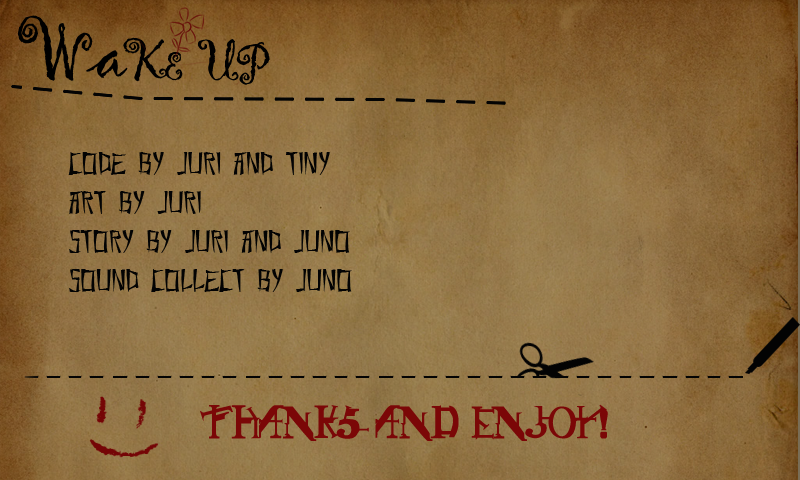 WaKE UP
CODE BY JURI AND TINY
ART BY JURI
STORY BY JURI AND JUNO
SOUND COLLECT BY JUNO
THANKS AND ENJOY!